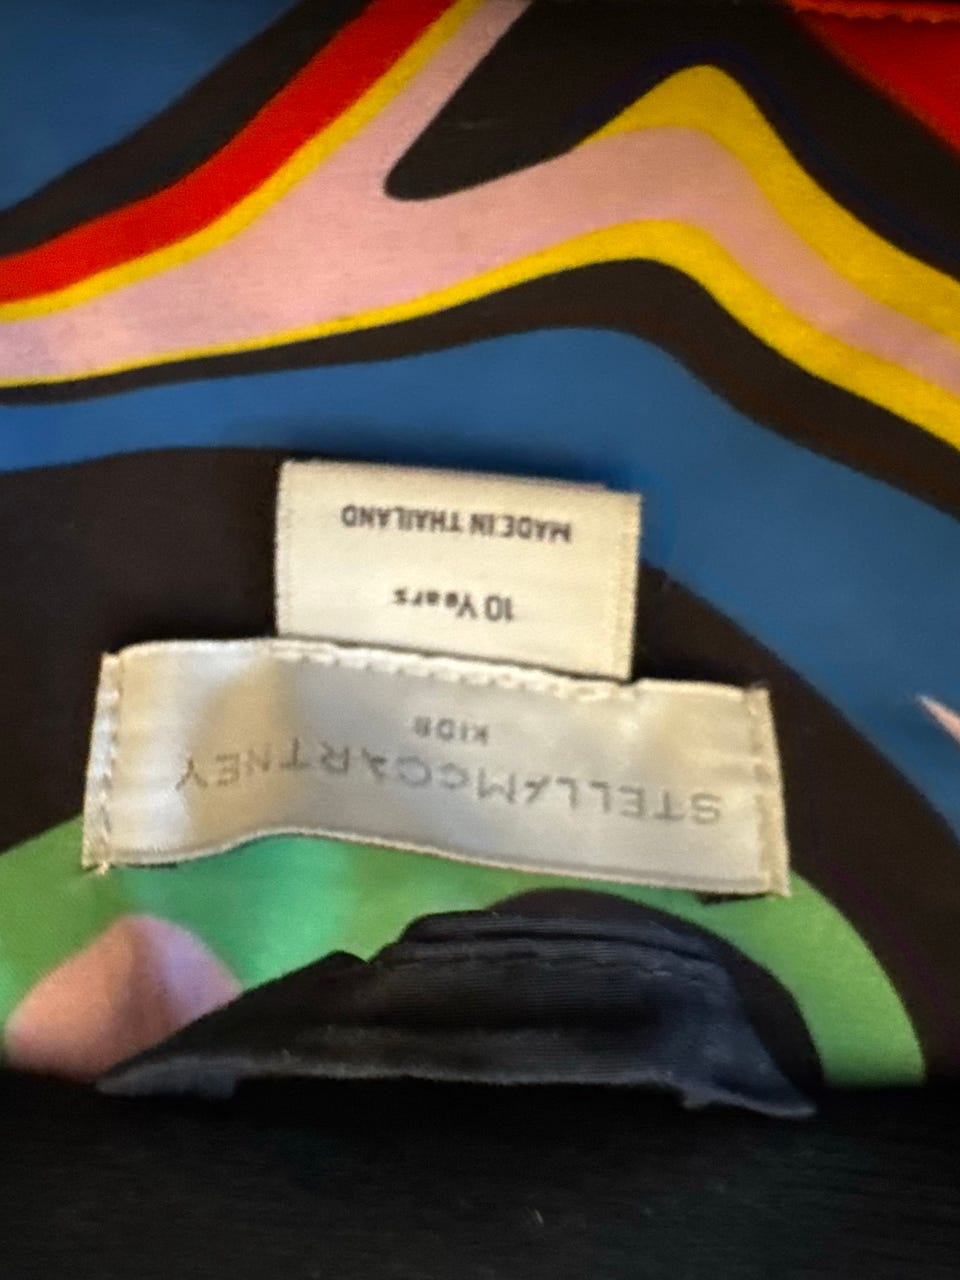 STELLAMCCARTNEY
KIDS
10 Years
MADE IN THAILAND